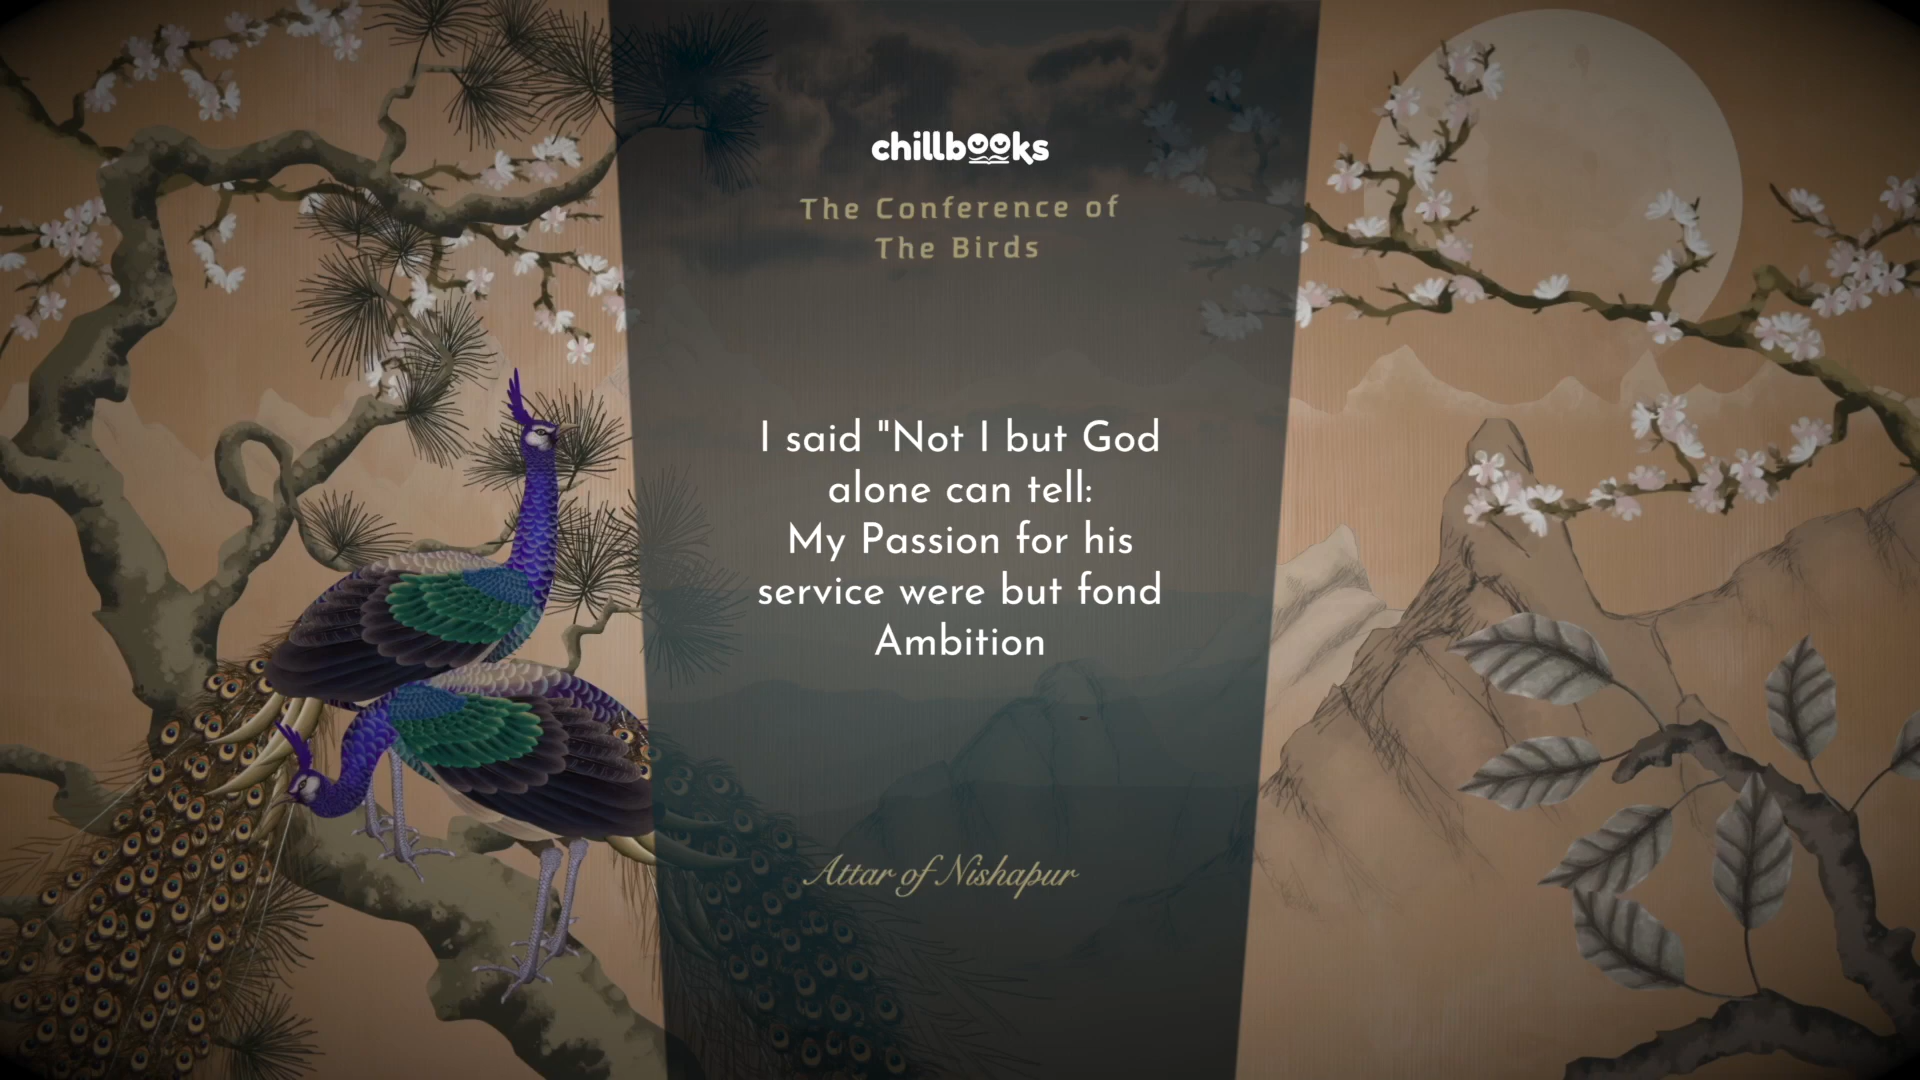 chillbooks
The Conference of
The Birds
I said "Not I but God
alone can tell:
My Passion for his
service were but fond
Ambition
Attar of Nishapur